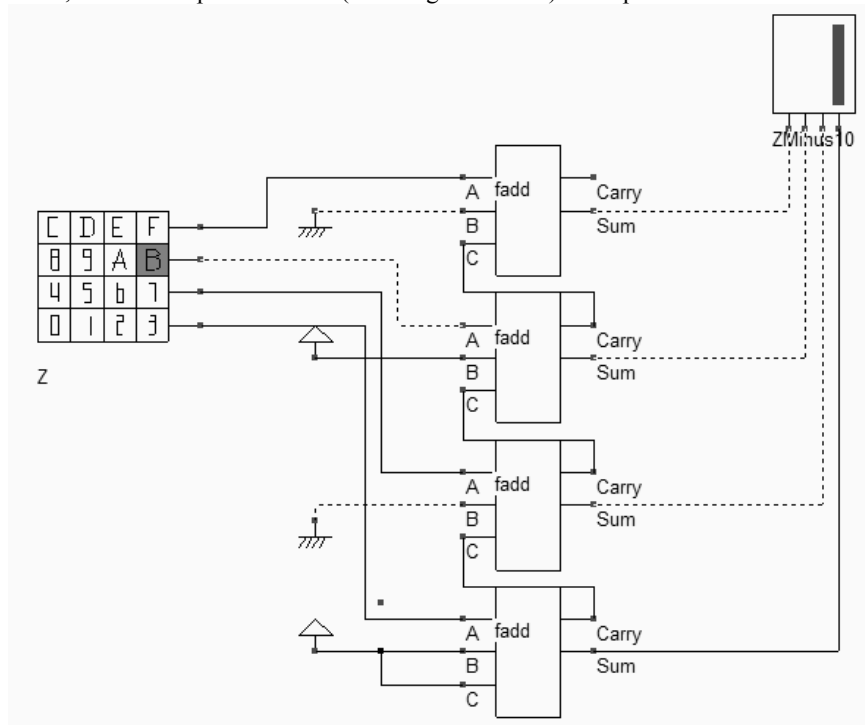 ZMinus10
A fadd Carry
B Sum
C
C D E F
8 9 A B
4 5 6 7
0 1 2 3
Z
A fadd Carry
B Sum
C
A fadd Carry
B Sum
C
A fadd Carry
B Sum
C